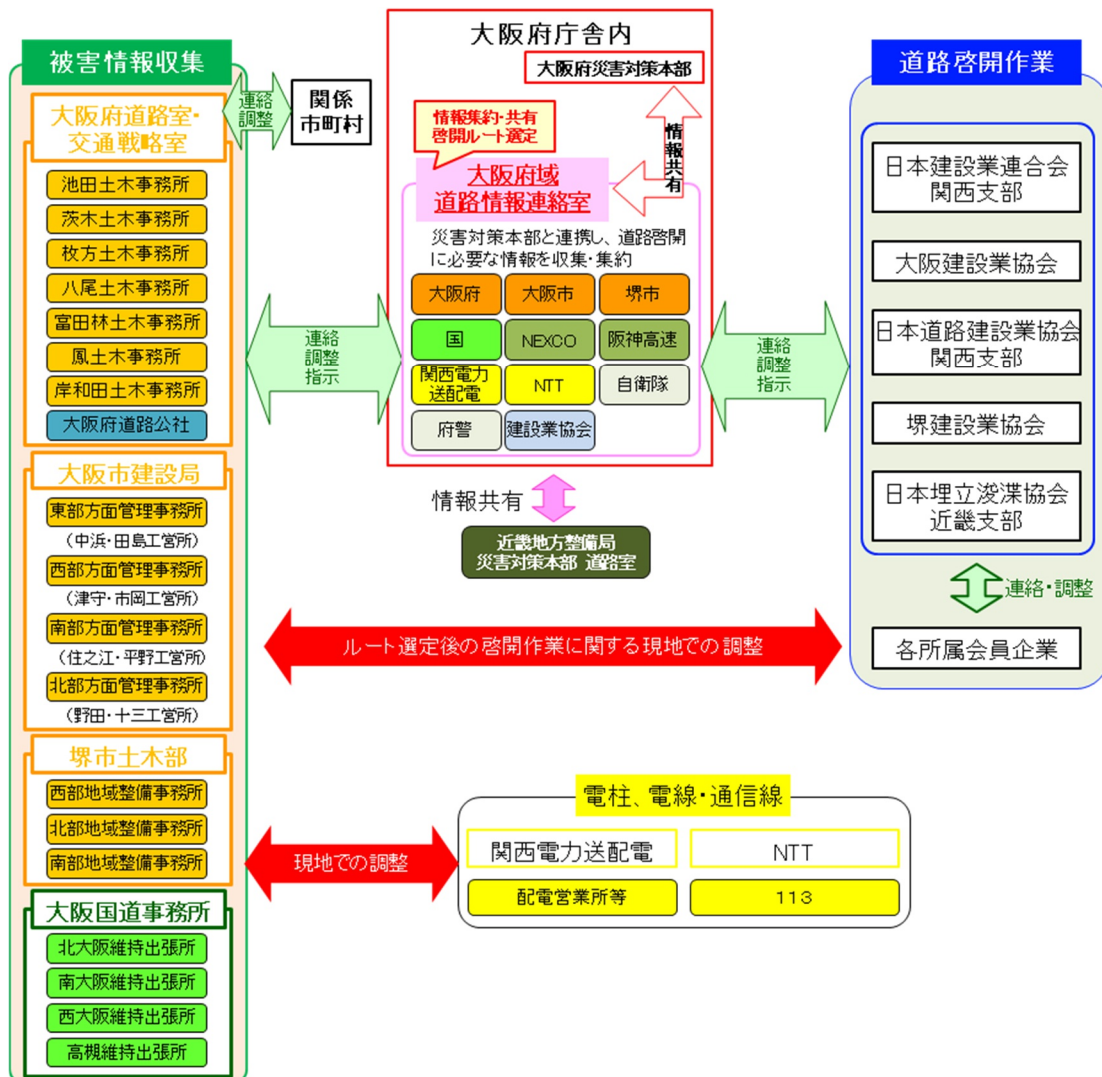 被害情報収集
大阪府道路室・
交通戦略室
池田土木事務所
茨木土木事務所
枚方土木事務所
八尾土木事務所
富田林土木事務所
鳳土木事務所
岸和田土木事務所
大阪府道路公社
大阪市建設局
東部方面管理事務所
(中浜・田島工営所)
西部方面管理事務所
(津守・市岡工営所)
南部方面管理事務所
(住之江・平野工営所)
北部方面管理事務所
(野田・十三工営所)
堺市土木部
西部地域整備事務所
北部地域整備事務所
南部地域整備事務所
大阪国道事務所
北大阪維持出張所
南大阪維持出張所
西大阪維持出張所
高槻維持出張所
連絡
調整
関係
市町村
連絡
調整
指示
大阪府庁舎内
大阪府災害対策本部
情報集約・共有
啓開ルート選定
情報共有
大阪府域
道路情報連絡室
災害対策本部と連携し、道路啓開
に必要な情報を収集・集約
大阪府
大阪市
堺市
国
NEXCO
阪神高速
関西電力
送配電
NTT
自衛隊
府警
建設業協会
情報共有
近畿地方整備局
災害対策本部 道路室
連絡
調整
指示
道路啓開作業
日本建設業連合会
関西支部
大阪建設業協会
日本道路建設業協会
関西支部
堺建設業協会
日本埋立浚渫協会
近畿支部
連絡・調整
各所属会員企業
ルート選定後の啓開作業に関する現地での調整
現地での調整
電柱、電線・通信線
関西電力送配電
NTT
配電営業所等
113